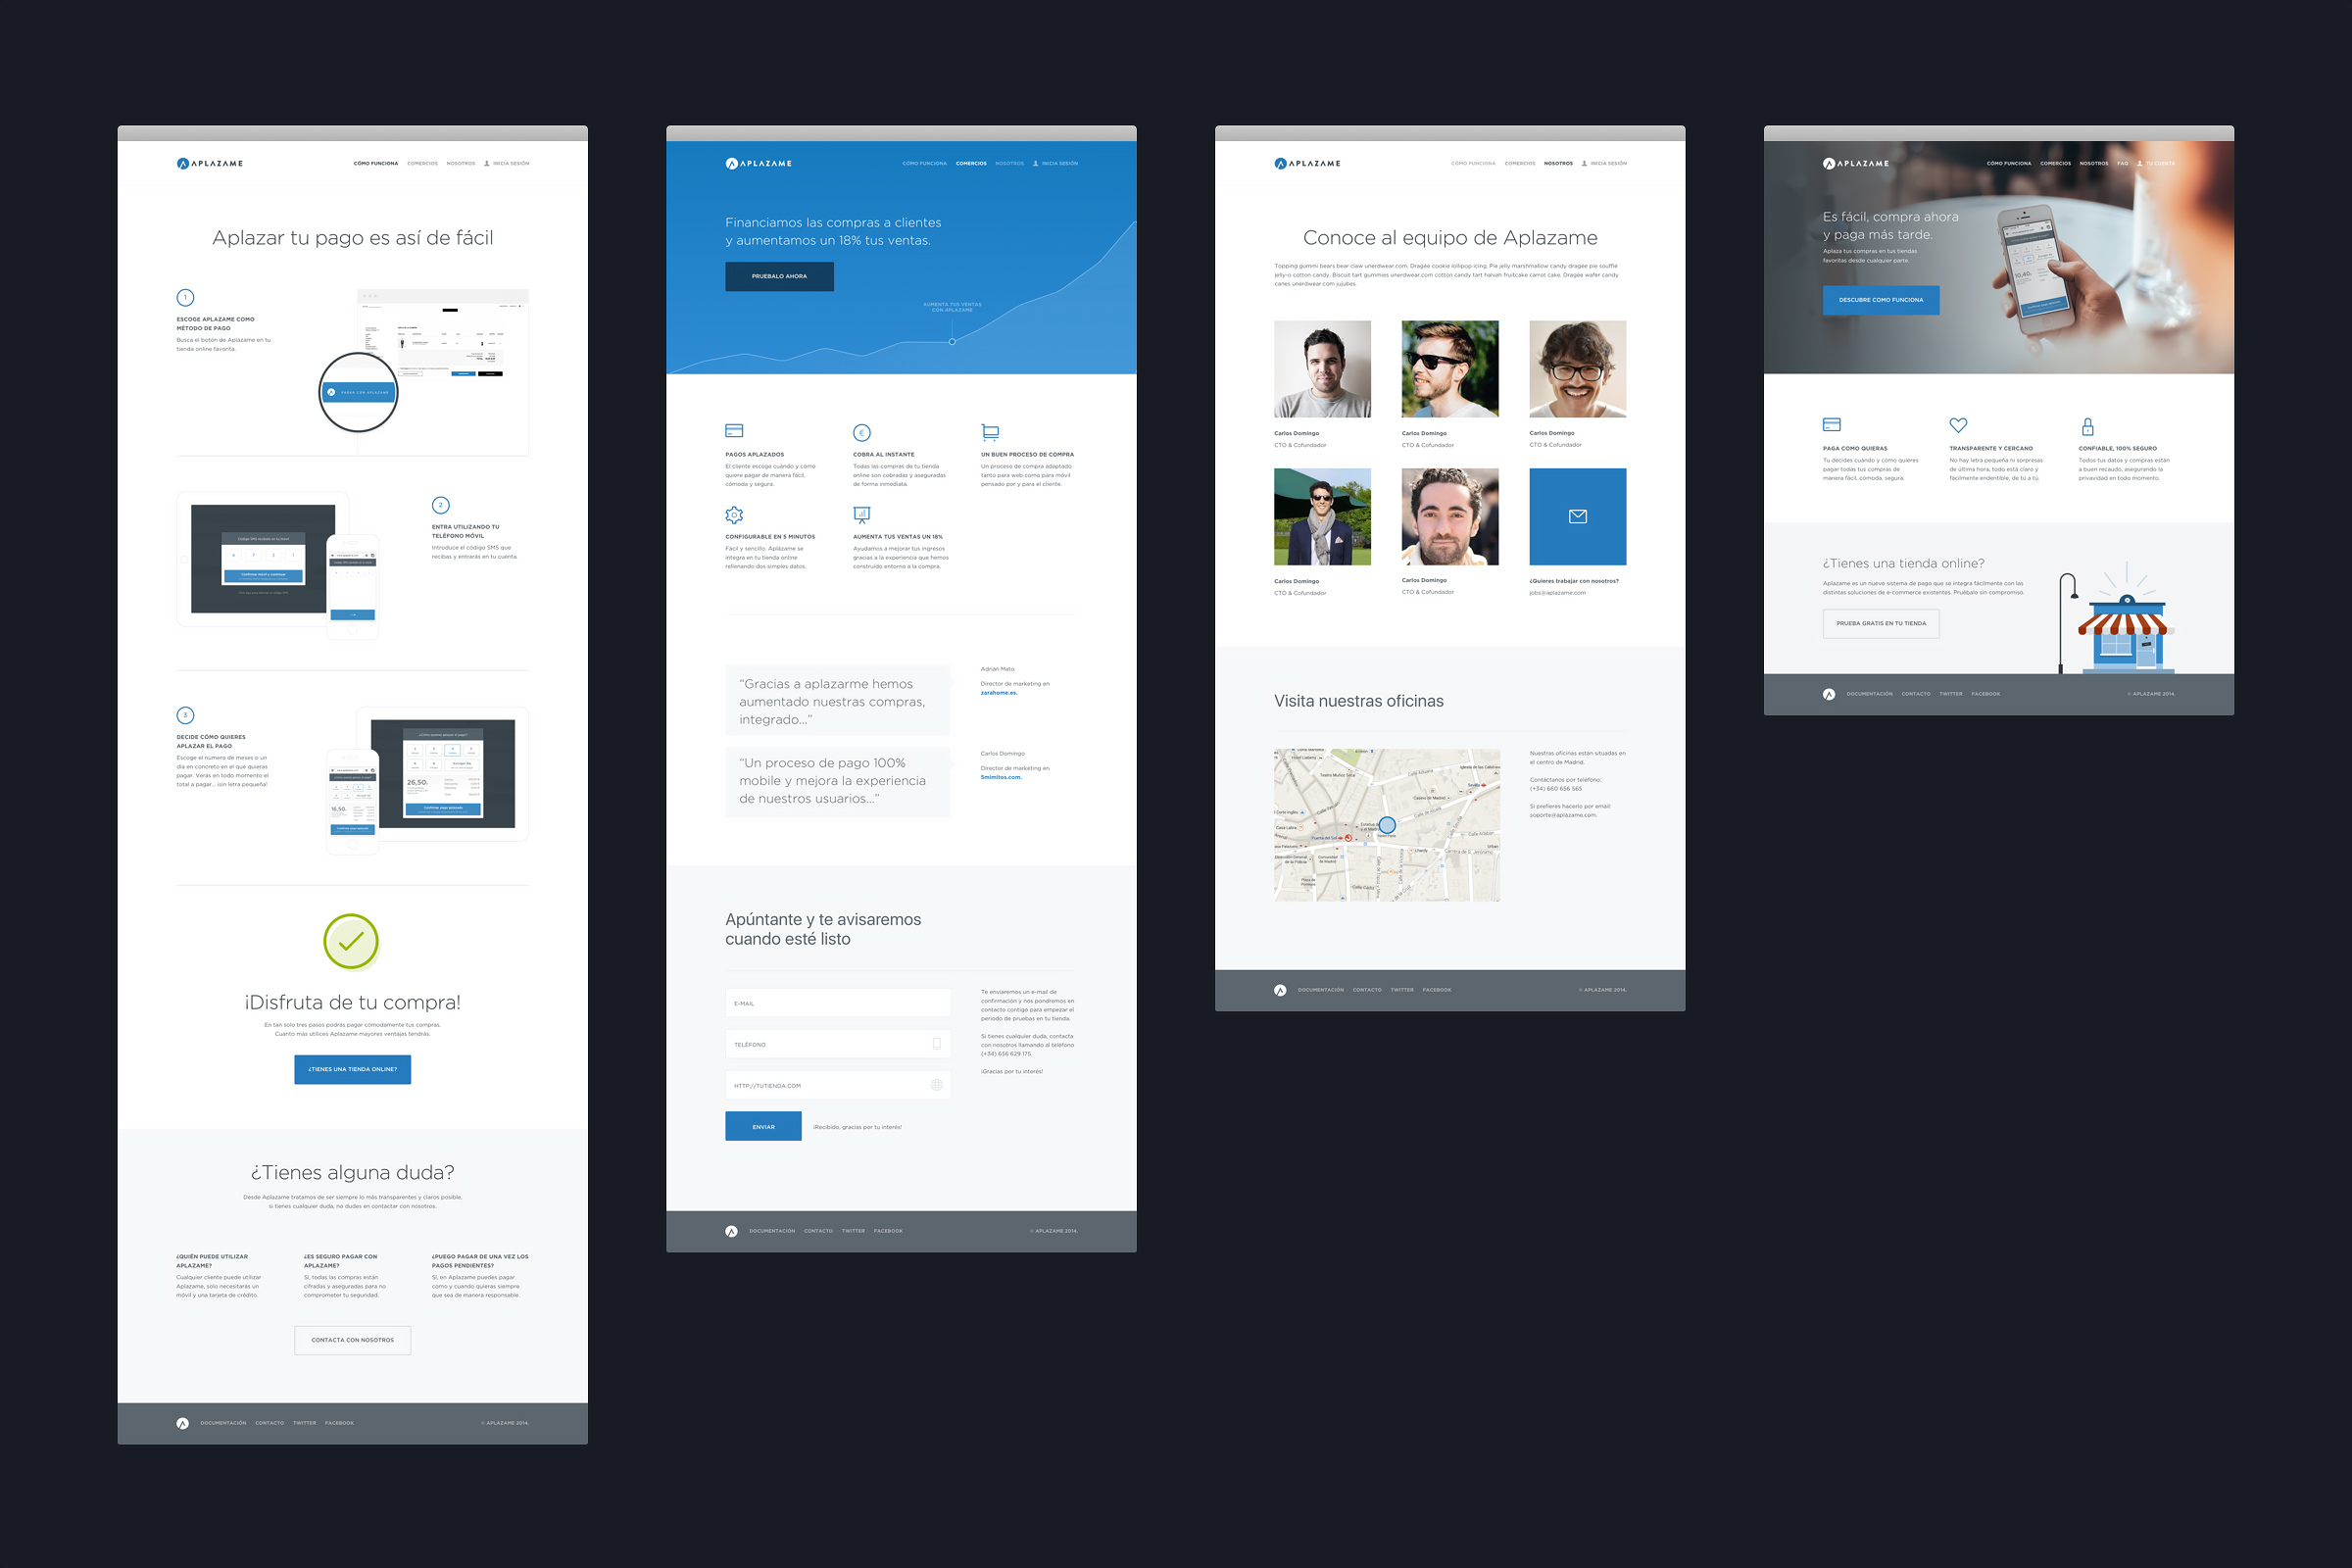 APLAZAME
CÓMO FUNCIONA COMERCIOS NOSOTROS INICIA SESIÓN
Aplazar tu pago es así de fácil
1
ESCOGE APLAZAME COMO
MÉTODO DE PAGO
Busca el botón de Aplazame en tu
tienda online favorita.
PAGAR CON APLAZAME
2
ENTRA UTILIZANDO TU
TELÉFONO MÓVIL
Introduce el código SMS que
recibas y entrarás en tu cuenta
3
DECIDE CÓMO QUIERES
APLAZAR EL PAGO
Escoge el número de meses o un
día en concreto en el que quieras
pagar. Verás en todo momento el
total a pagar... ¡sin letra pequeña!
26,50
16,50
¡Disfruta de tu compra!
En tan solo tres pasos podrás pagar cómodamente tus compras.
Cuanto más utilices Aplazame mayores ventajas tendrás.
¿TIENES UNA TIENDA ONLINE?
¿Tienes alguna duda?
Desde Aplazame tratamos de ser siempre lo más transparentes y claros posible,
si tienes cualquier duda, no dudes en contactar con nosotros.
¿QUIÉN PUEDE UTILIZAR
APLAZAME?
Cualquier cliente puede utilizar
Aplazame, solo necesitarás un
móvil y una tarjeta de crédito.
¿ES SEGURO PAGAR CON
APLAZAME?
Sí, todas las compras están
cifradas y aseguradas para no
comprometer tu seguridad.
¿PUEGO PAGAR DE UNA VEZ LOS
PAGOS PENDIENTES?
Sí, en Aplazame puedes pagar
como y cuando quieras siempre
que sea de manera responsable.
CONTACTA CON NOSOTROS
DOCUMENTACIÓN CONTACTO TWITTER FACEBOOK © APLAZAME 2014.
APLAZAME
CÓMO FUNCIONA COMERCIOS NOSOTROS INICIA SESIÓN
Financiamos las compras a clientes
y aumentamos un 18% tus ventas.
PRUEBALO AHORA
AUMENTA TUS VENTAS
CON APLAZAME
PAGOS APLAZADOS
El cliente escoge cuándo y cómo
quiere pagar de manera fácil,
cómoda y segura.
COBRA AL INSTANTE
Todas las compras de tu tienda
online son cobradas y aseguradas
de forma inmediata.
UN BUEN PROCESO DE COMPRA
Un proceso de compra adaptado
tanto para web como para móvil
pensado por y para el cliente.
CONFIGURABLE EN 5 MINUTOS
Fácil y sencillo. Aplázame se
integra en tu tienda online
rellenando dos simples datos.
AUMENTA TUS VENTAS UN 18%
Ayudamos a mejorar tus ingresos
gracias a la experiencia que hemos
construído entorno a la compra.
“Gracias a aplazarme hemos
aumentado nuestras compras,
integrado...”
Adrian Mato
Director de marketing en
zarahome.es.
“Un proceso de pago 100%
mobile y mejora la experiencia
de nuestros usuarios...”
Carlos Domingo
Director de marketing en
5mimitos.com.
Apúntante y te avisaremos
cuando esté listo
E-MAIL
TELÉFONO
HTTP://TUTIENDA.COM
ENVIAR
¡Recibido, gracias por tu interés!
Te enviaremos un e-mail de
confirmación y nos pondremos en
contacto contigo para empezar el
periodo de pruebas en tu tienda.
Si tienes cualquier duda, contacta
con nosotros llamando al teléfono
(+34) 656 629 175.
¡Gracias por tu interés!
DOCUMENTACIÓN CONTACTO TWITTER FACEBOOK © APLAZAME 2014.
APLAZAME
CÓMO FUNCIONA COMERCIOS NOSOTROS INICIA SESIÓN
Conoce al equipo de Aplazame
Topping gummi bears bear claw unerdwear.com. Dragée cookie lollipop icing. Pie jelly marshmallow candy dragée pie soufflé
jelly-o cotton candy. Biscuit tart gummies unerdwear.com cotton candy tart halvah fruitcake carrot cake. Dragée wafer candy
canes unerdwear.com jujubes.
Carlos Domingo
CTO & Cofundador
Carlos Domingo
CTO & Cofundador
Carlos Domingo
CTO & Cofundador
Carlos Domingo
CTO & Cofundador
Carlos Domingo
CTO & Cofundador
¿Quieres trabajar con nosotros?
jobs@aplazame.com
Visita nuestras oficinas
Nuestras oficinas están situadas en
el centro de Madrid.
Contáctanos por teléfono:
(+34) 660 656 565
Si prefieres hacerlo por email:
soporte@aplazame.com.
DOCUMENTACIÓN CONTACTO TWITTER FACEBOOK © APLAZAME 2014.
APLAZAME
CÓMO FUNCIONA COMERCIOS NOSOTROS FAQ TU CUENTA
Es fácil, compra ahora
y paga más tarde.
Aplaza tus compras en tus tiendas
favoritas desde cualquier parte.
DESCUBRE COMO FUNCIONA
10,40
PAGA COMO QUIERAS
Tu decides cuándo y cómo quieres
pagar todas tus compras de
manera fácil, cómoda, segura.
TRANSPARENTE Y CERCANO
No hay letra pequeña ni sorpresas
de última hora, todo está claro y
fácilmente endentible, de tú a tú.
CONFIABLE, 100% SEGURO
Todos tus datos y compras están
a buen recaudo, asegurando la
privavidad en todo momento.
¿Tienes una tienda online?
Aplazame es un nuevo sistema de pago que se integra fácilmente con las
distintas soluciones de e-commerce existentes. Pruébalo sin compromiso.
PRUEBA GRATIS EN TU TIENDA
DOCUMENTACIÓN CONTACTO TWITTER FACEBOOK © APLAZAME 2014.